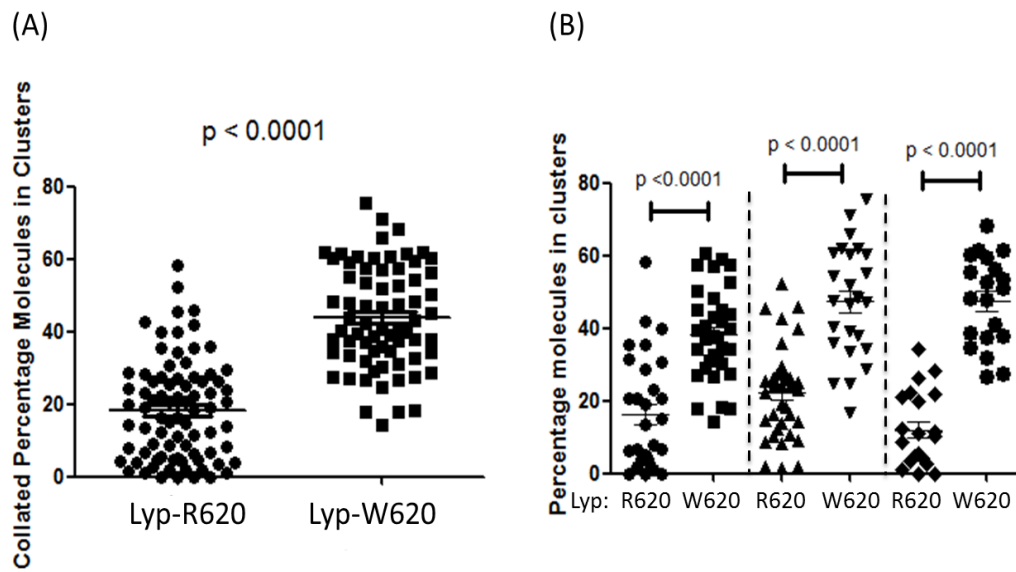 (A)
Collated Percentage Molecules in Clusters
p < 0.0001
80
60
40
20
0
Lyp-R620 Lyp-W620
(B)
Percentage molecules in clusters
p <0.0001
p < 0.0001
p < 0.0001
80
60
40
20
0
Lyp: R620 W620 R620 W620 R620 W620